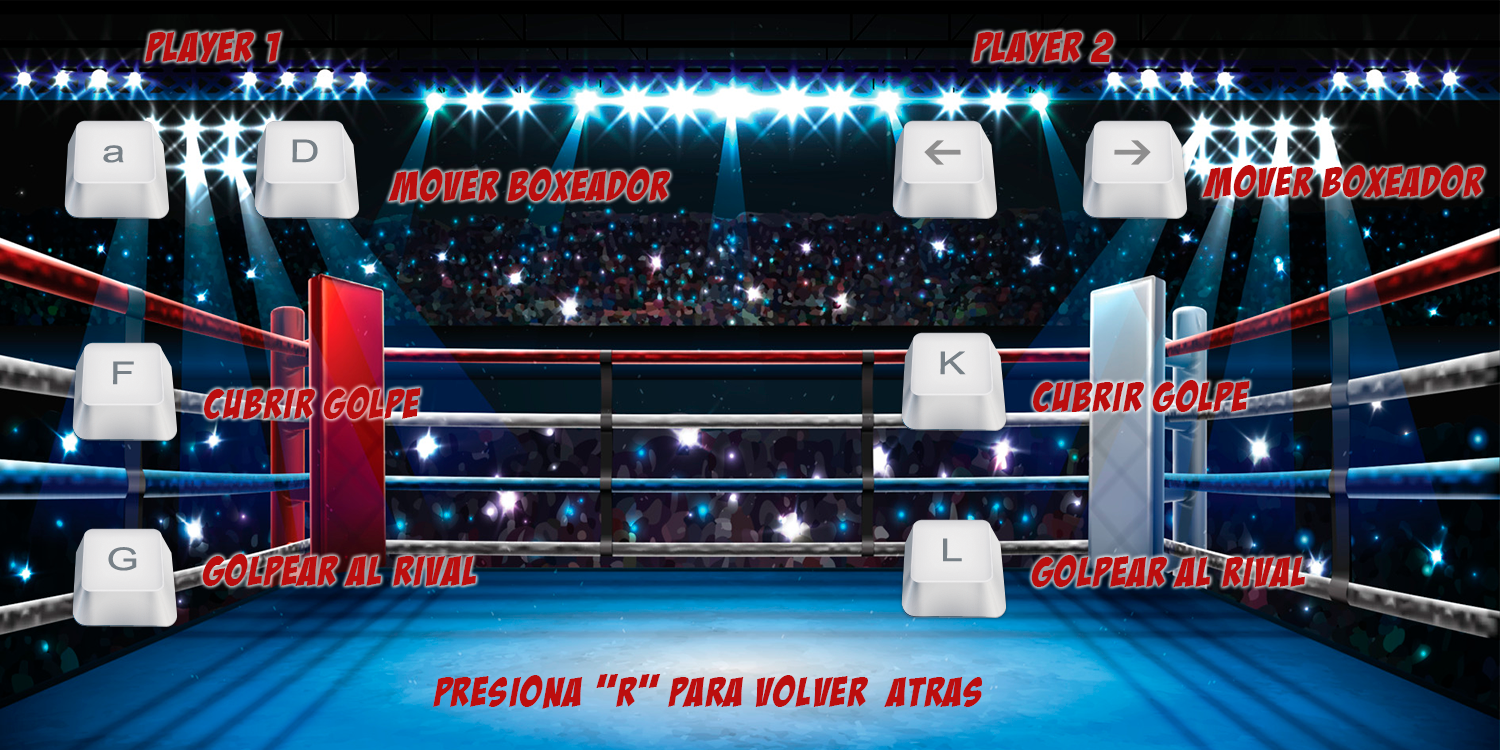 PLAYER 1
PLAYER 2
a
D
MOVER BOXEADOR
←
→
MOVER BOXEADOR
F
CUBRIR GOLPE
K
CUBRIR GOLPE
G
GOLPEAR AL RIVAL
L
GOLPEAR AL RIVAL
PRESIONA "R" PARA VOLVER ATRAS